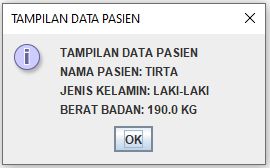 TAMPILAN DATA PASIEN
TAMPILAN DATA PASIEN
NAMA PASIEN: TIRTA
JENIS KELAMIN: LAKI-LAKI
BERAT BADAN: 190.0 KG
OK